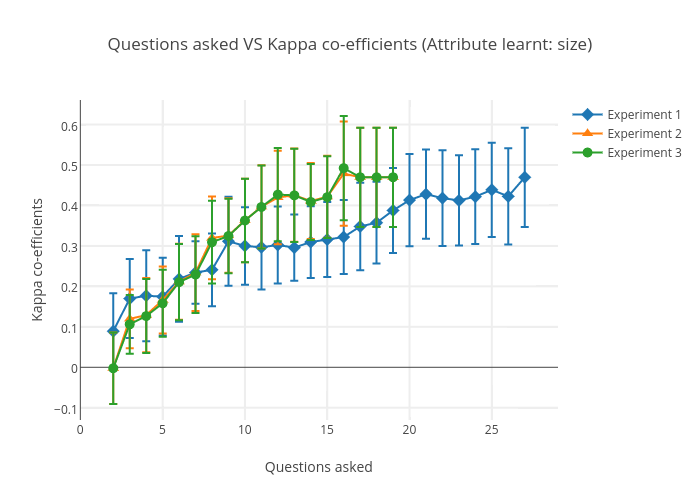 Questions asked VS Kappa co-efficients (Attribute learnt: size)
Experiment 1
Experiment 2
Experiment 3
Kappa co-efficients
0.6
0.5
0.4
0.3
0.2
0.1
0
−0.1
0 5 10 15 20 25
Questions asked